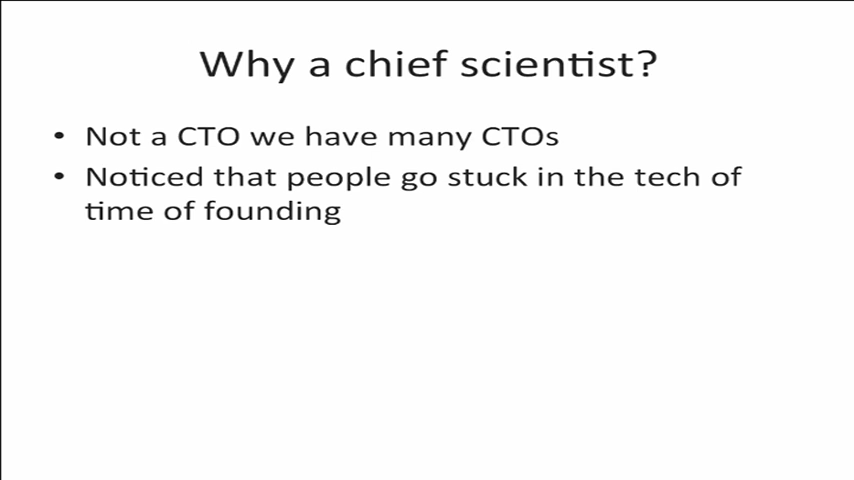 Why a chief scientist?
• Not a CTO we have many CTOs
• Noticed that people go stuck in the tech of
time of founding